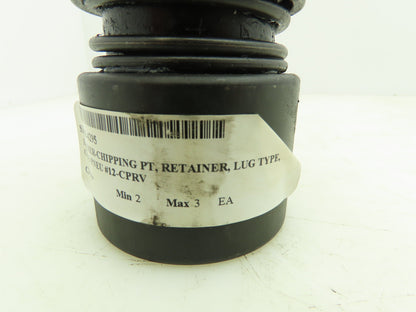 CHIPPING PT, RETAINER, LUG TYPE,
#12-CPRV
Min 2 Max 3 EA